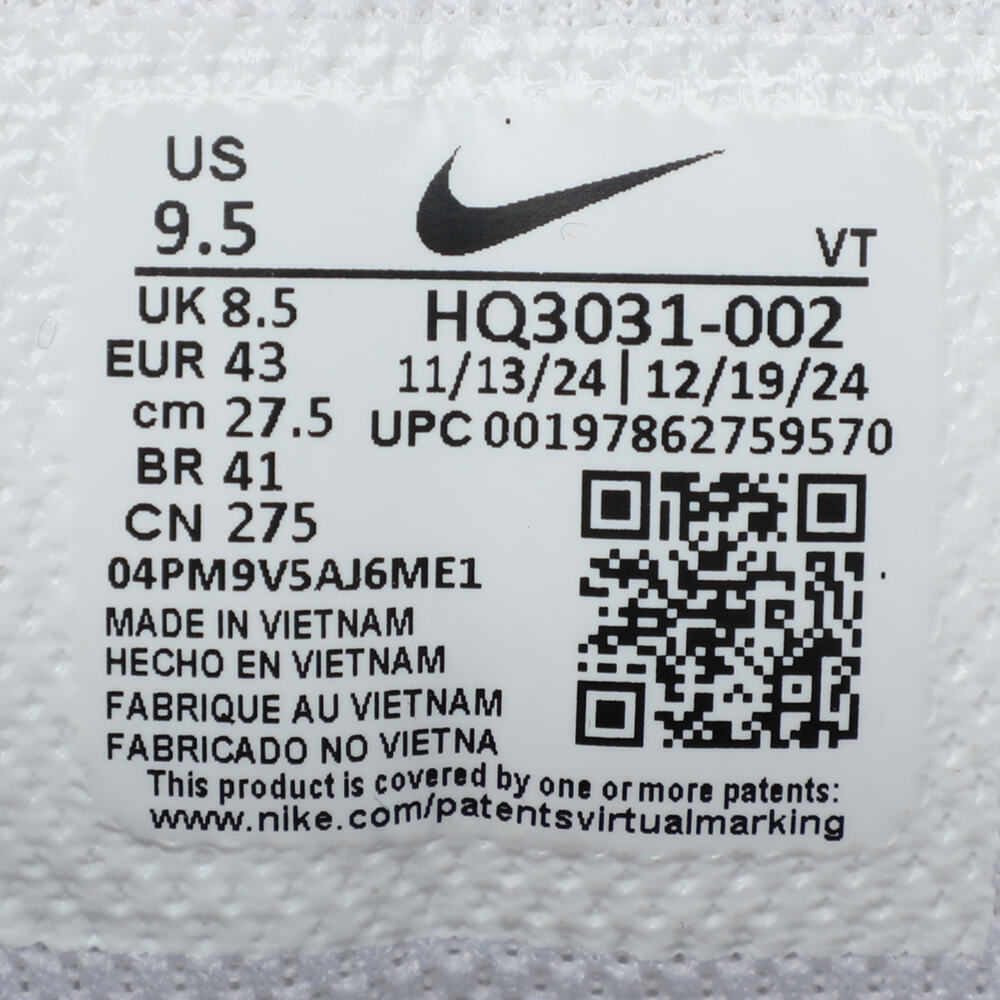 US
9.5
VT
UK 8.5
EUR 43
cm 27.5
BR 41
CN 275
HQ3031-002
11/13/24 | 12/19/24
UPC 00197862759570
04PM9V5AJ6ME1
MADE IN VIETNAM
HECHO EN VIETNAM
FABRIQUE AU VIETNAM
FABRICADO NO VIETNA
This product is covered by one or more patents:
www.nike.com/patentsvirtualmarking